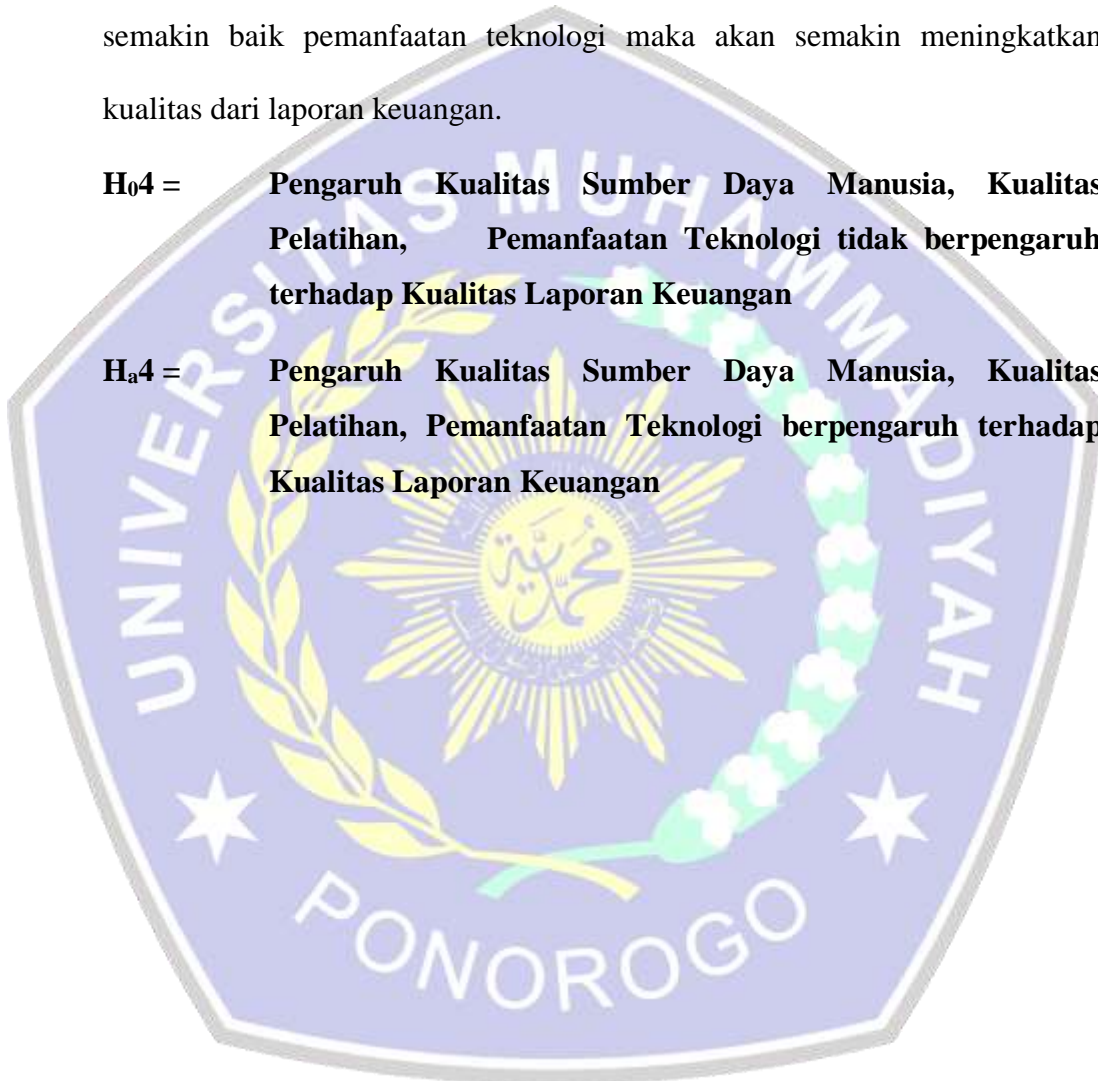 semakin baik pemanfaatan teknologi maka akan semakin meningkatkan
kualitas dari laporan keuangan.
H₀4 = Pengaruh Kualitas Sumber Daya Manusia, Kualitas
Pelatihan, Pemanfaatan Teknologi tidak berpengaruh
terhadap Kualitas Laporan Keuangan
Hₐ4 = Pengaruh Kualitas Sumber Daya Manusia, Kualitas
Pelatihan, Pemanfaatan Teknologi berpengaruh terhadap
Kualitas Laporan Keuangan
UNIVERSITAS MUHAMMADIYAH
PONOROGO
محمدية